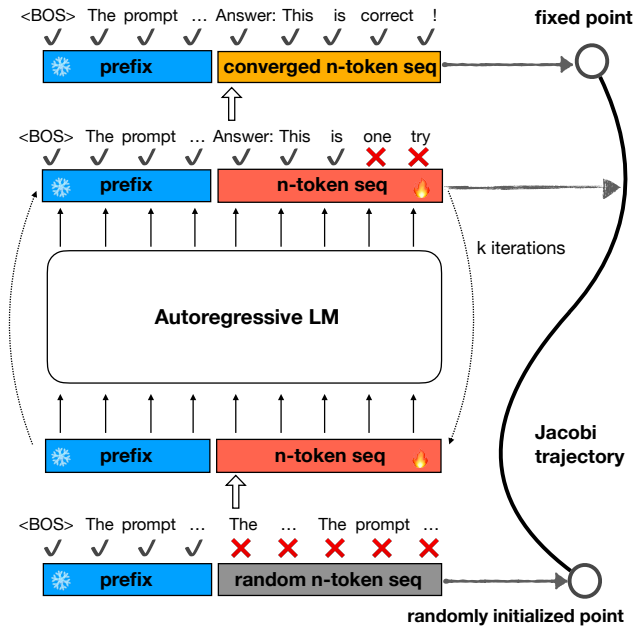 <BOS> The prompt ... Answer: This is correct !
fixed point
prefix
converged n-token seq
<BOS> The prompt ... Answer: This is one try
prefix
n-token seq
k iterations
Autoregressive LM
Jacobi
trajectory
prefix
n-token seq
<BOS> The prompt ... The ... The prompt ...
prefix
random n-token seq
randomly initialized point